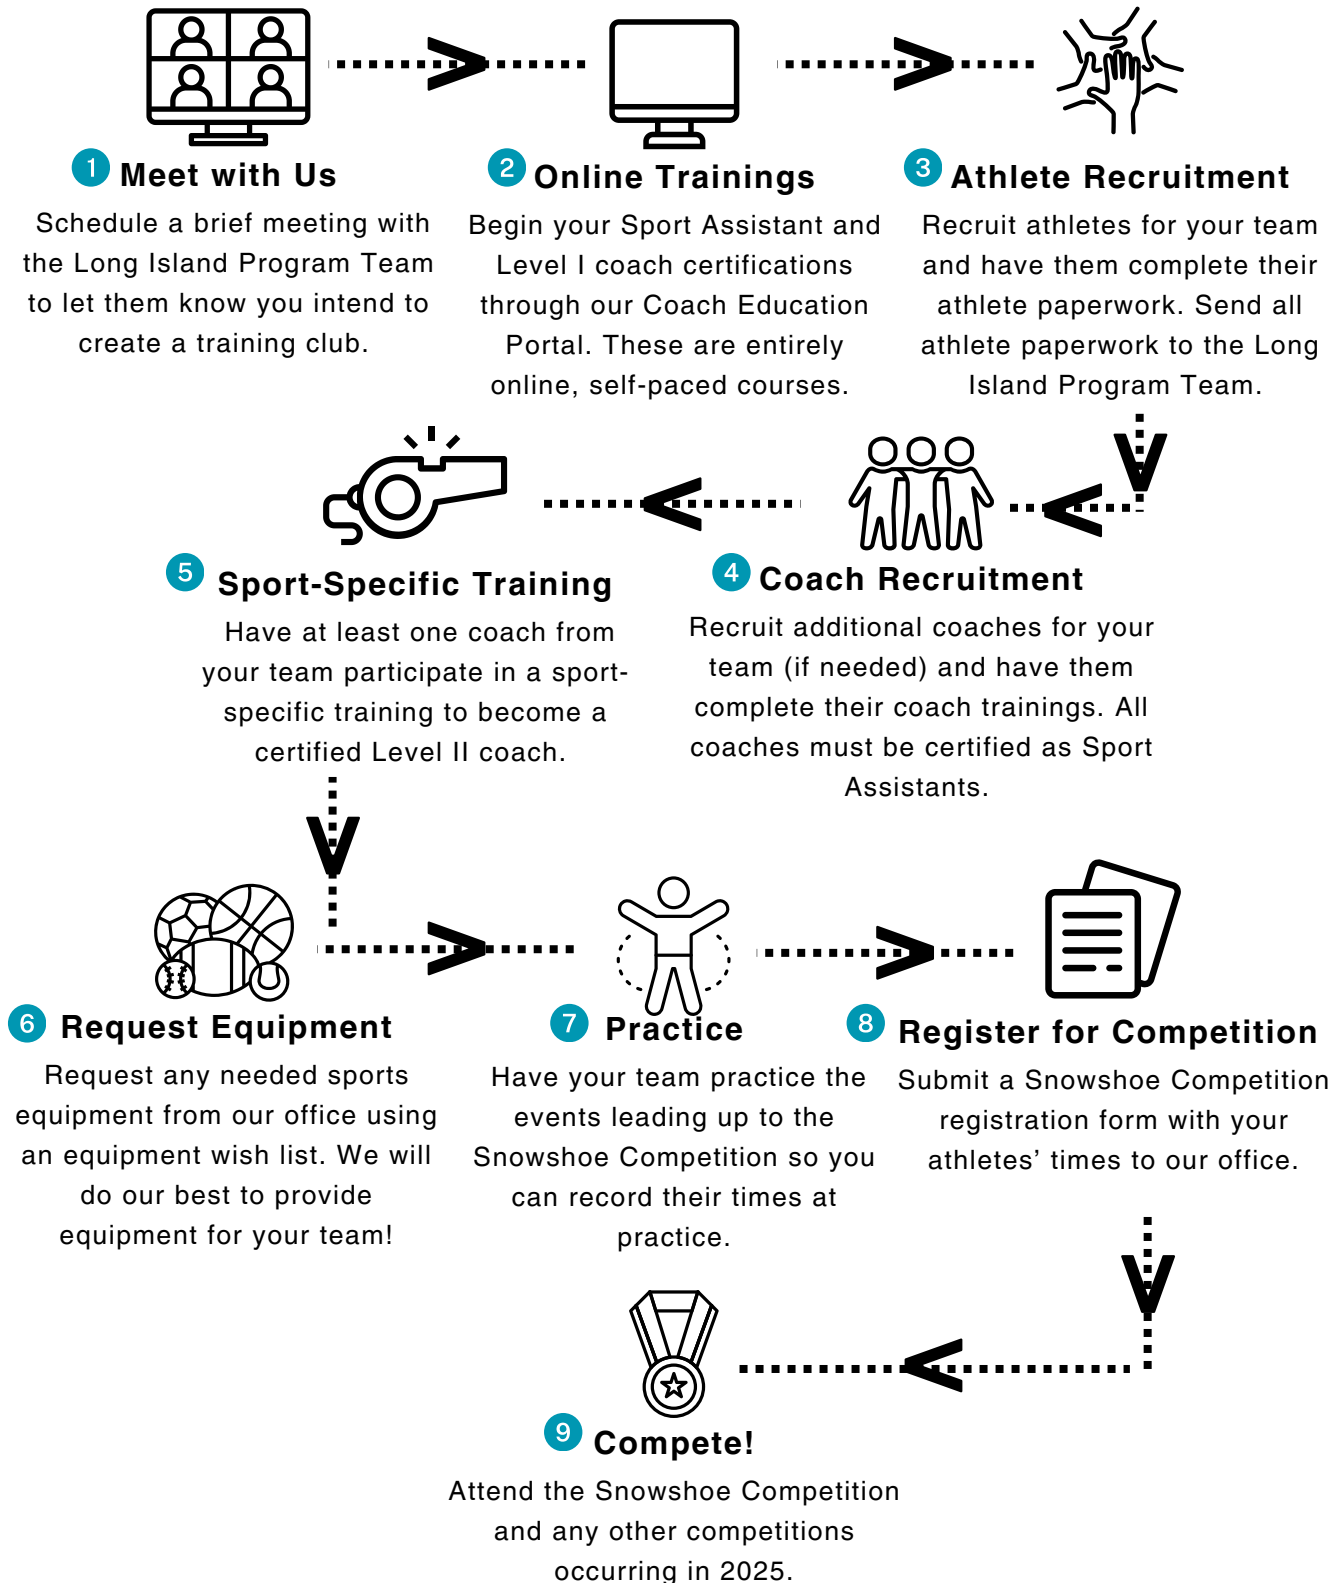 1 Meet with Us
Schedule a brief meeting with
the Long Island Program Team
to let them know you intend to
create a training club.
2 Online Trainings
Begin your Sport Assistant and
Level I coach certifications
through our Coach Education
Portal. These are entirely
online, self-paced courses.
3 Athlete Recruitment
Recruit athletes for your team
and have them complete their
athlete paperwork. Send all
athlete paperwork to the Long
Island Program Team.
4 Coach Recruitment
Recruit additional coaches for your
team (if needed) and have them
complete their coach trainings. All
coaches must be certified as Sport
Assistants.
5 Sport-Specific Training
Have at least one coach from
your team participate in a sport-
specific training to become a
certified Level II coach.
6 Request Equipment
Request any needed sports
equipment from our office using
an equipment wish list. We will
do our best to provide
equipment for your team!
7 Practice
Have your team practice the
events leading up to the
Snowshoe Competition so you
can record their times at
practice.
8 Register for Competition
Submit a Snowshoe Competition
registration form with your
athletes’ times to our office.
9 Compete!
Attend the Snowshoe Competition
and any other competitions
occurring in 2025.